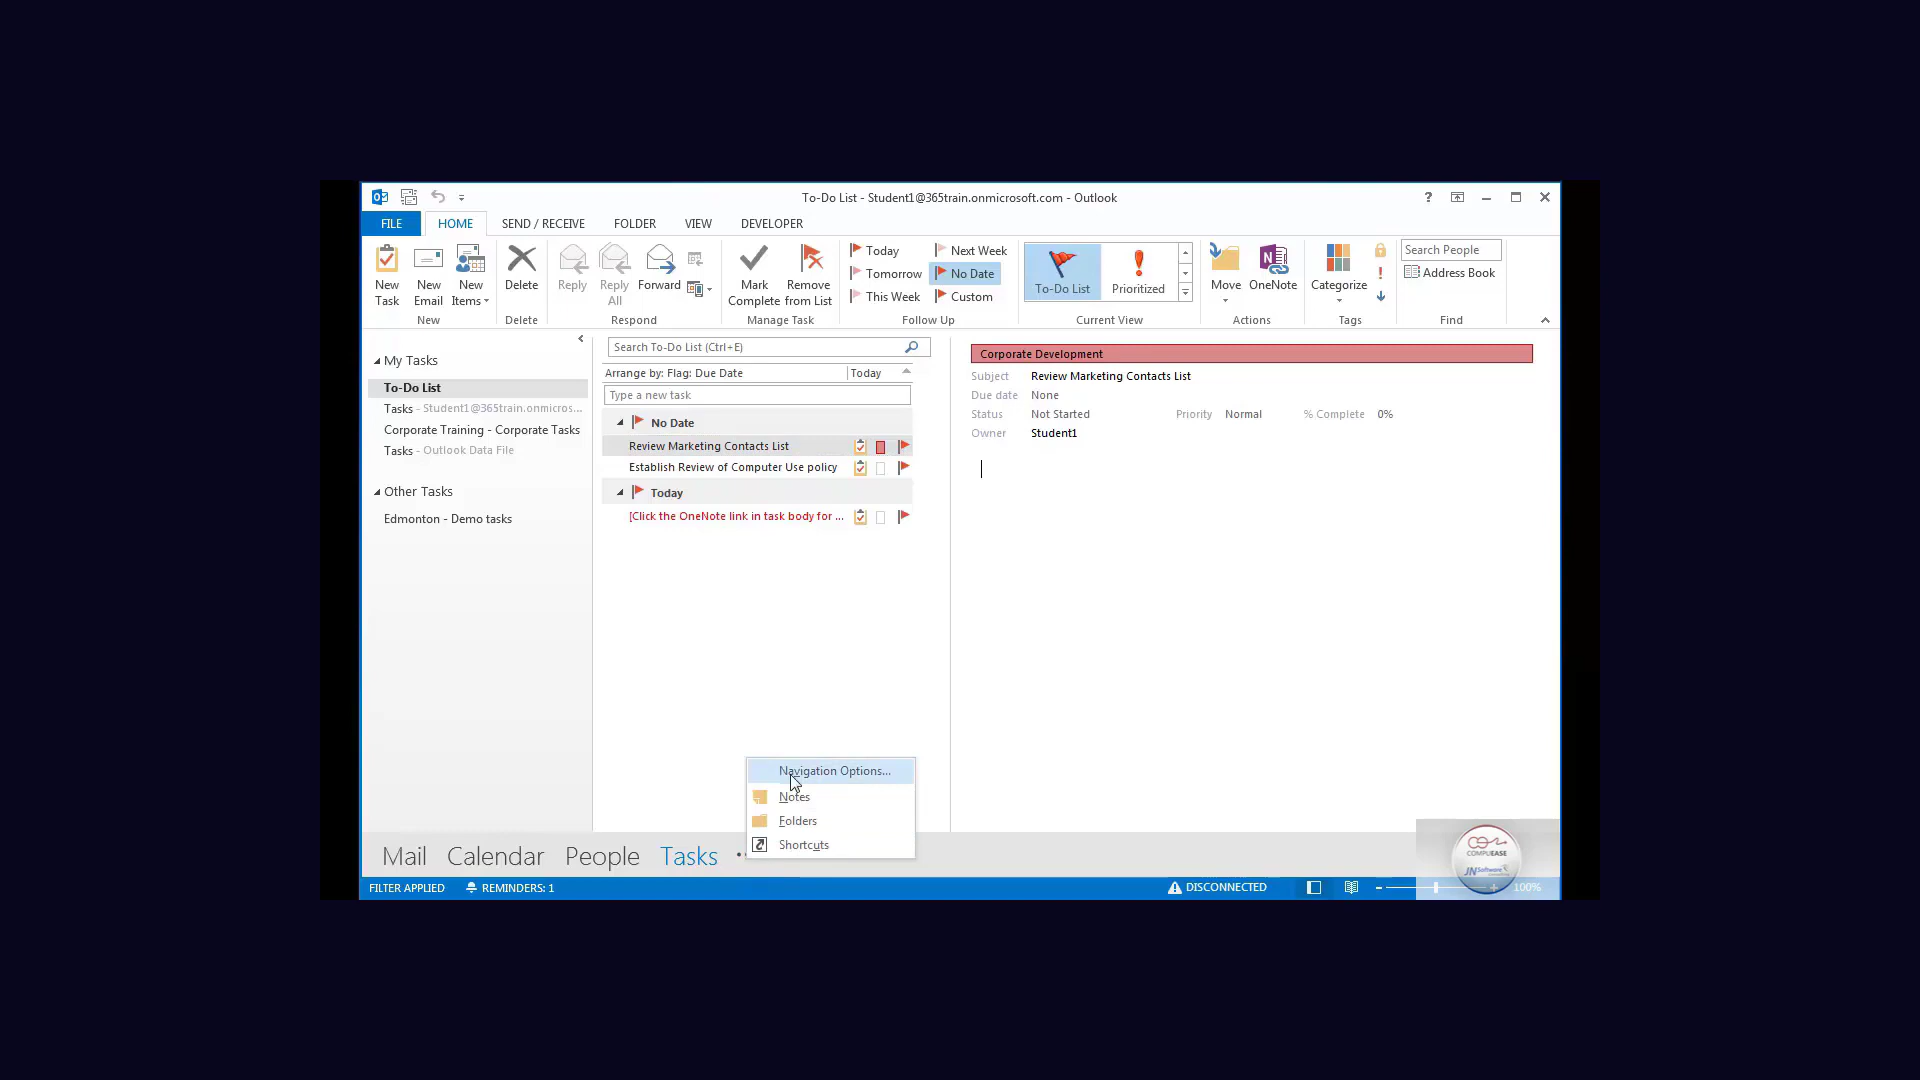 To-Do List - Student1@365train.onmicrosoft.com - Outlook
?
FILE HOME SEND / RECEIVE FOLDER VIEW DEVELOPER
New Task
New Email
New Items
New
Delete
Delete
Reply
Reply All
Forward
Respond
Mark Complete
Remove from List
Manage Task
Today
Tomorrow
This Week
Next Week
No Date
Custom
Follow Up
To-Do List
Prioritized
Current View
Move
OneNote
Actions
Categorize
Tags
Search People
Address Book
Find
My Tasks
To-Do List
Tasks - Student1@365train.onmicros...
Corporate Training - Corporate Tasks
Tasks - Outlook Data File
Other Tasks
Edmonton - Demo tasks
Search To-Do List (Ctrl+E)
Arrange by: Flag: Due Date Today
Type a new task
No Date
Review Marketing Contacts List
Establish Review of Computer Use policy
Today
[Click the OneNote link in task body for ...
Corporate Development
Subject Review Marketing Contacts List
Due date None
Status Not Started Priority Normal % Complete 0%
Owner Student1
Navigation Options...
Notes
Folders
Shortcuts
Mail Calendar People Tasks
COMPUEASE
JNSoftware
FILTER APPLIED REMINDERS: 1 DISCONNECTED 100%